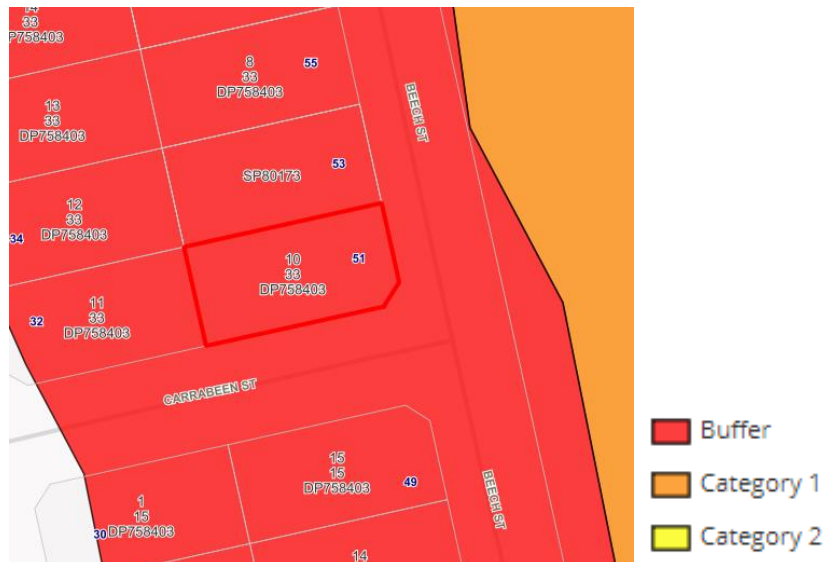 14
33
P758403
8
33
DP758403
55
BEECH ST
13
33
DP758403
SP80173
53
12
33
DP758403
34
10
33
DP758403
51
11
33
DP758403
32
CARRABEEN ST
15
15
DP758403
49
BEECH ST
1
15
DP758403
30
14
Buffer
Category 1
Category 2